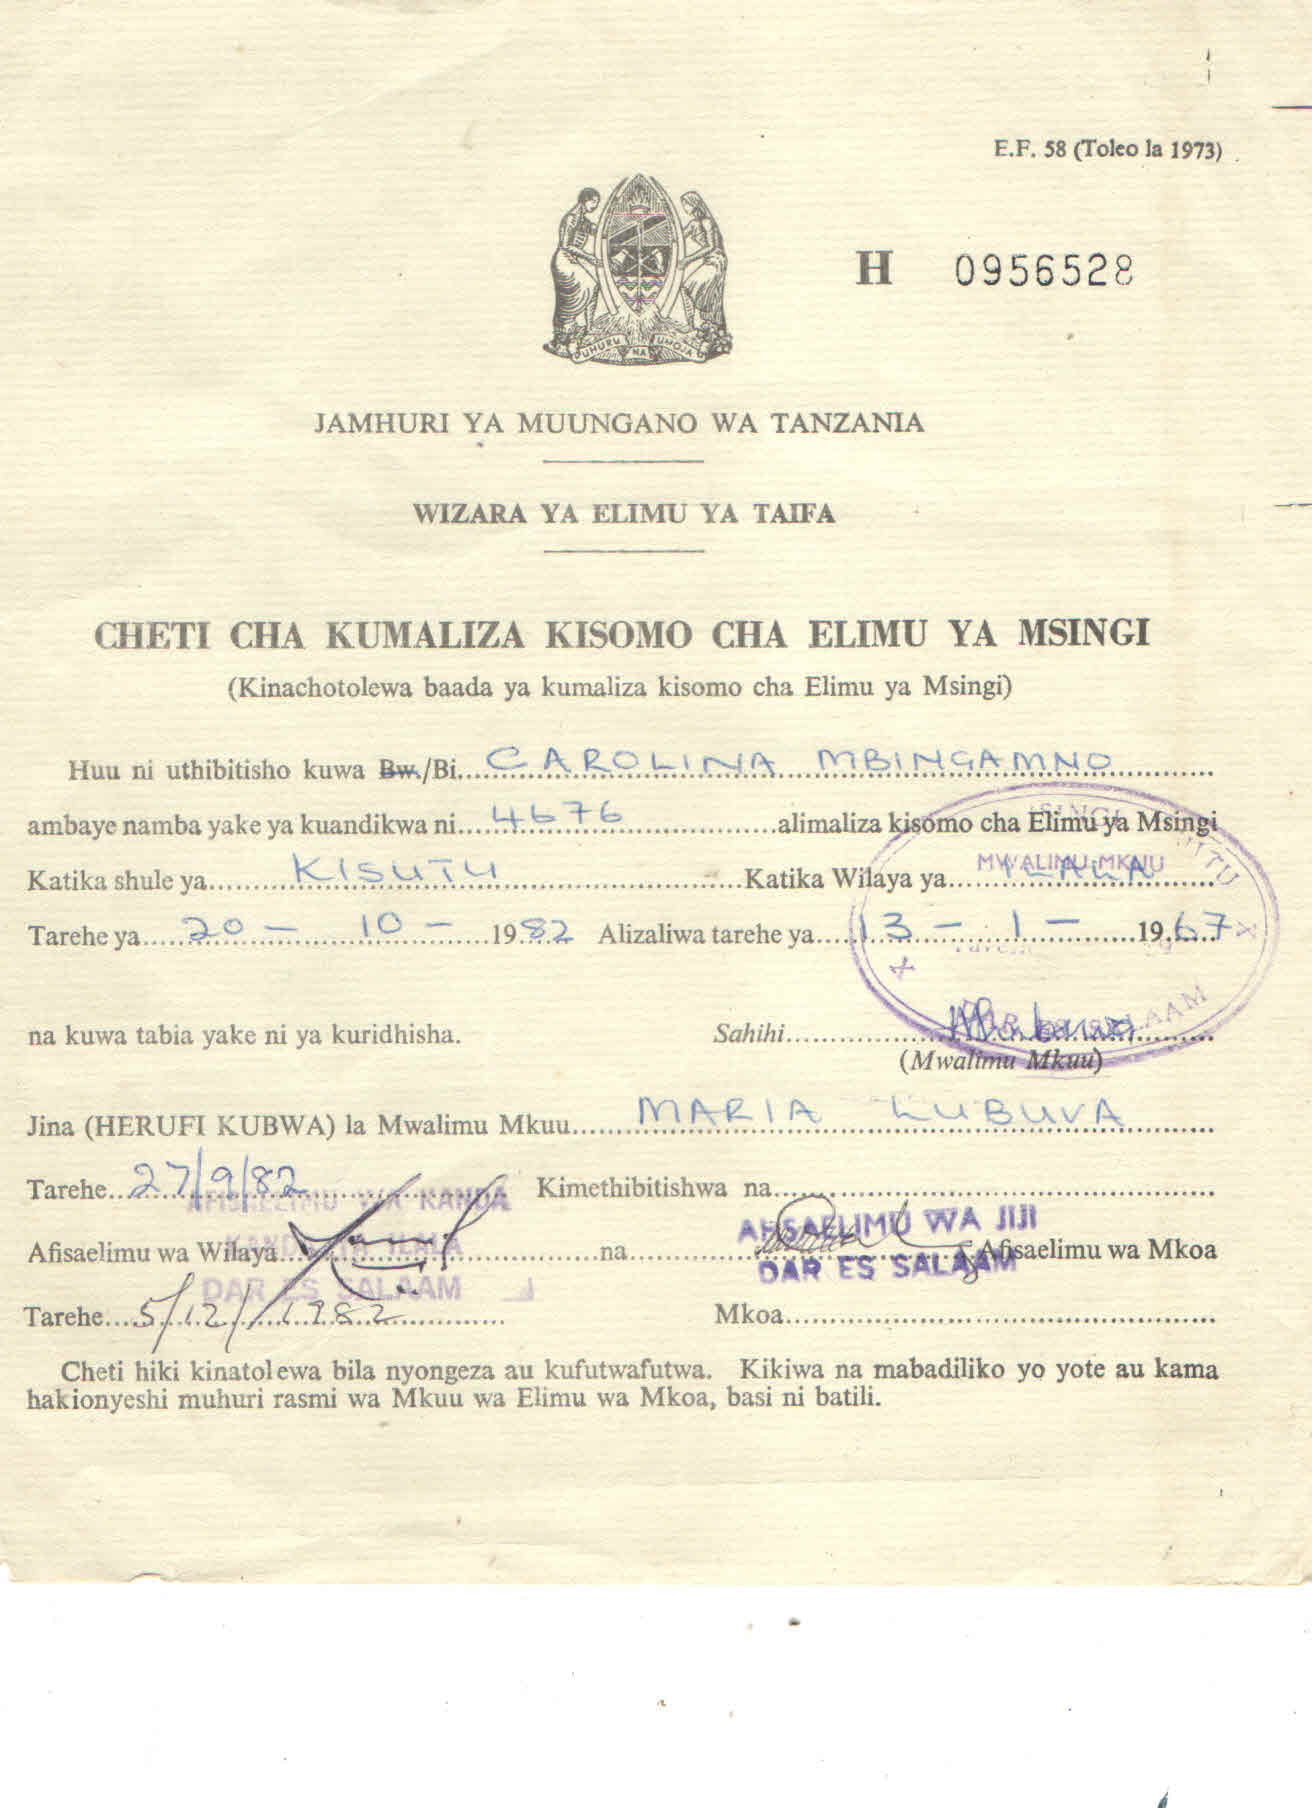 E.F. 58 (Toleo la 1973)
UHURU NA UMOJA
H 0956528
JAMHURI YA MUUNGANO WA TANZANIA
WIZARA YA ELIMU YA TAIFA
CHETI CHA KUMALIZA KISOMO CHA ELIMU YA MSINGI
(Kinachotolewa baada ya kumaliza kisomo cha Elimu ya Msingi)
Huu ni uthibitisho kuwa Bw./Bi. CAROLINA MBINGAMNO
ambaye namba yake ya kuandikwa ni 4676 alimaliza kisomo cha Elimu ya Msingi
Katika shule ya KISUTU Katika Wilaya ya ILALA
MWALIMU MKUU
Tarehe ya 20 - 10 - 1982 Alizaliwa tarehe ya 13 - 1 - 1967
na kuwa tabia yake ni ya kuridhisha. Sahihi
(Mwalimu Mkuu)
Jina (HERUFI KUBWA) la Mwalimu Mkuu MARIA LUBUVA
Tarehe 27/9/82 Kimethibitishwa na
AFISAELIMU WA KANDA
KANDA YA ILALA
DAR ES SALAAM
AFISAELIMU WA JIJI
DAR ES SALAAM
Afisaelimu wa Wilaya na Afisaelimu wa Mkoa
Tarehe 5/12/1982 Mkoa
Cheti hiki kinatolewa bila nyongeza au kufutwafutwa. Kikiwa na mabadiliko yo yote au kama
hakionyeshi muhuri rasmi wa Mkuu wa Elimu wa Mkoa, basi ni batili.